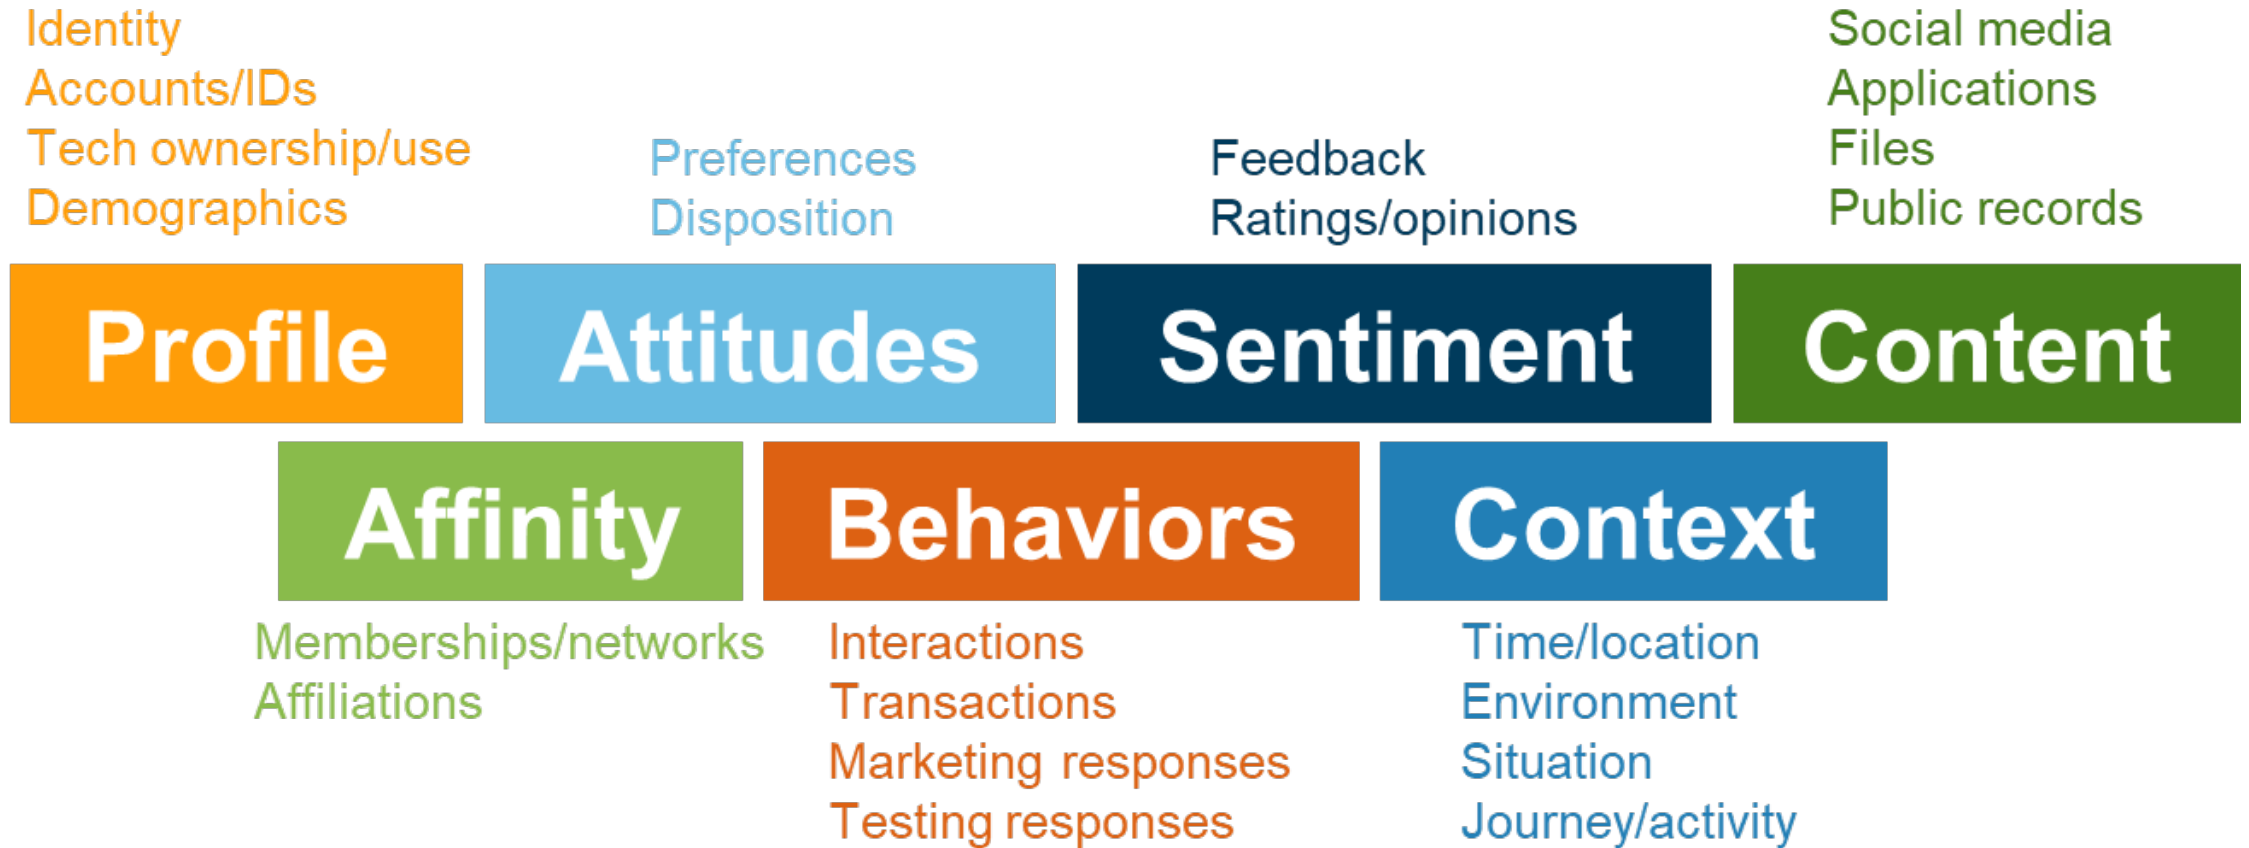 Identity
Accounts/IDs
Tech ownership/use
Demographics
Profile
Preferences
Disposition
Attitudes
Feedback
Ratings/opinions
Sentiment
Social media
Applications
Files
Public records
Content
Affinity
Memberships/networks
Affiliations
Behaviors
Interactions
Transactions
Marketing responses
Testing responses
Context
Time/location
Environment
Situation
Journey/activity